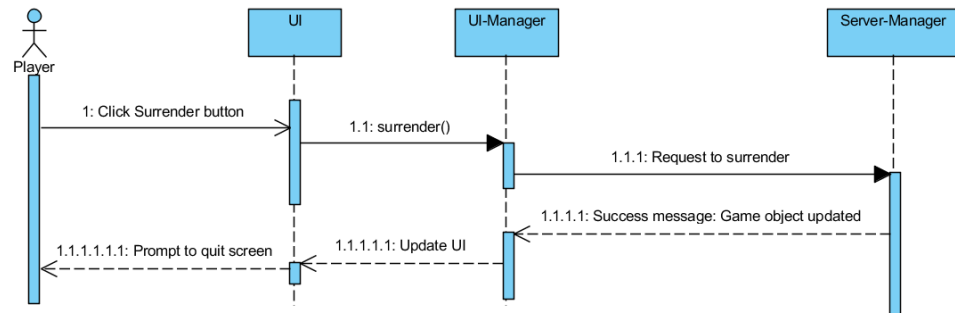 UI
UI-Manager
Server-Manager
Player
1: Click Surrender button
1.1: surrender()
1.1.1: Request to surrender
1.1.1.1: Success message: Game object updated
1.1.1.1.1: Update UI
1.1.1.1.1.1: Prompt to quit screen